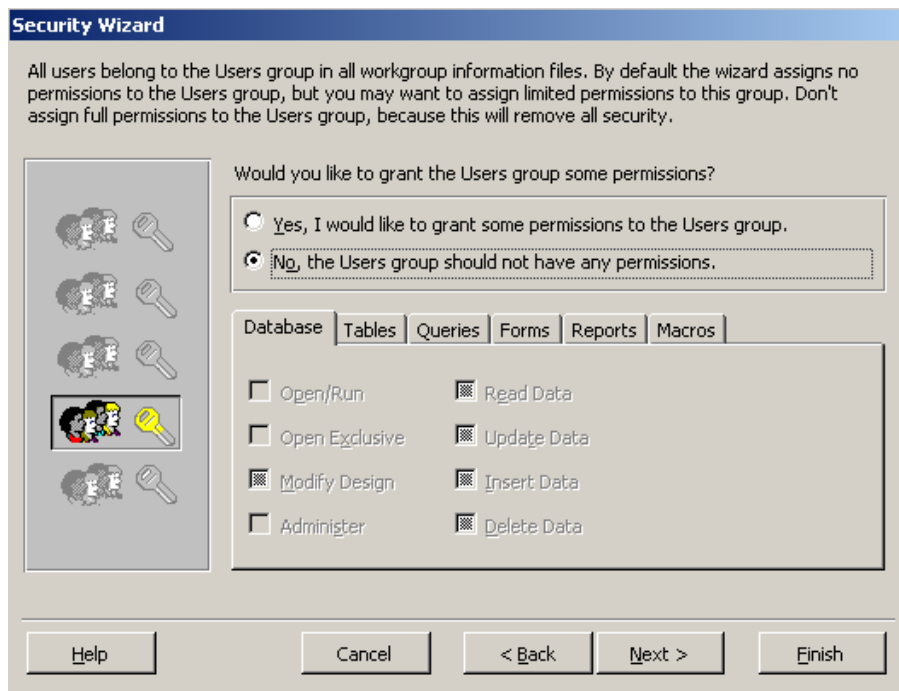 Security Wizard
All users belong to the Users group in all workgroup information files. By default the wizard assigns no
permissions to the Users group, but you may want to assign limited permissions to this group. Don't
assign full permissions to the Users group, because this will remove all security.
Would you like to grant the Users group some permissions?
Yes, I would like to grant some permissions to the Users group.
No, the Users group should not have any permissions.
Database Tables Queries Forms Reports Macros
Open/Run Read Data
Open Exclusive Update Data
Modify Design Insert Data
Administer Delete Data
Help Cancel < Back Next > Finish